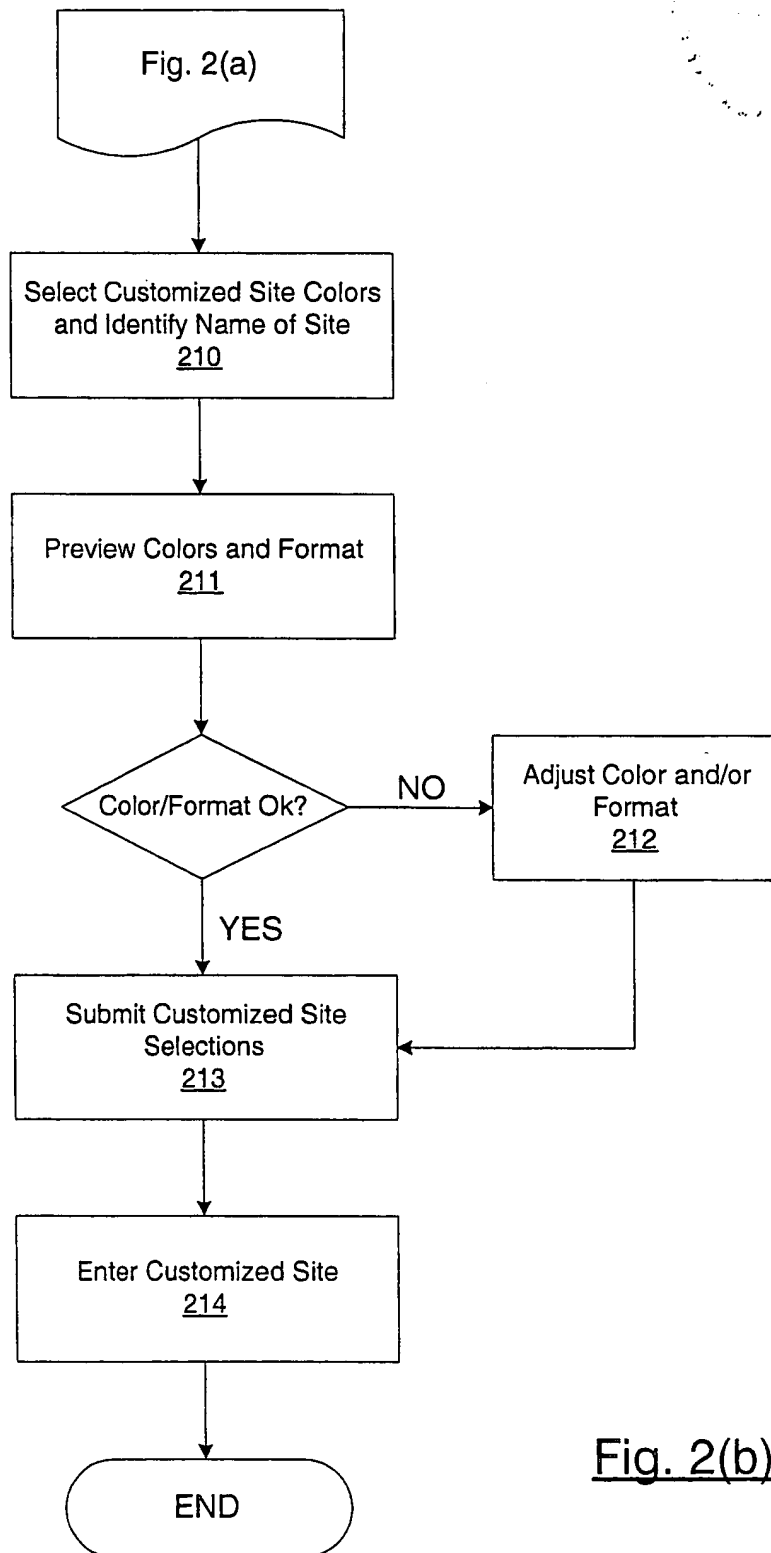 Fig. 2(a)
Select Customized Site Colors
and Identify Name of Site
210
Preview Colors and Format
211
Color/Format Ok?
NO
Adjust Color and/or
Format
212
YES
Submit Customized Site
Selections
213
Enter Customized Site
214
END
Fig. 2(b)